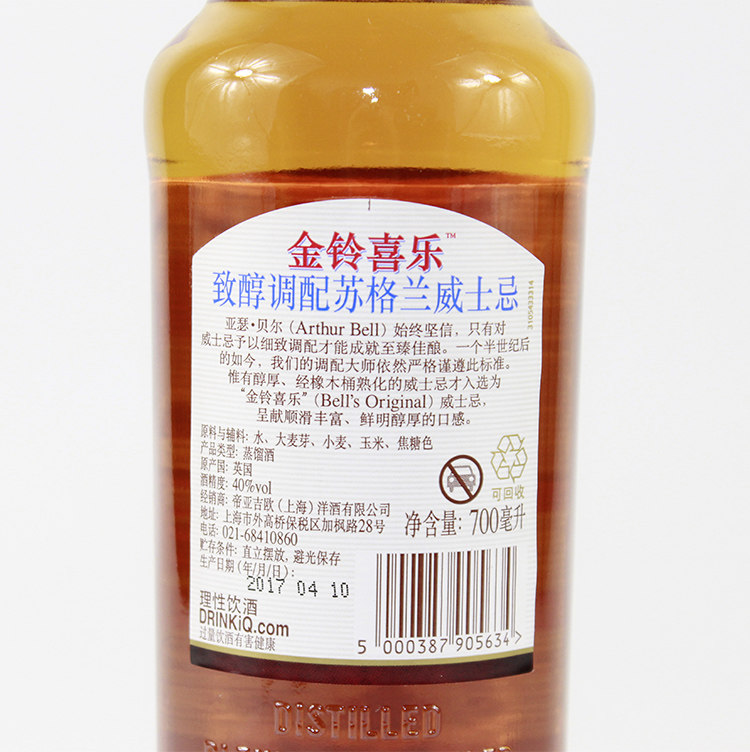 金铃喜乐™
致醇调配苏格兰威士忌
亚瑟·贝尔（Arthur Bell）始终坚信，只有对
威士忌予以细致调配才能成就至臻佳酿。一个半世纪后
的如今，我们的调配大师依然严格谨遵此标准。
惟有醇厚、经橡木桶熟化的威士忌才入选为
“金铃喜乐”（Bell's Original）威士忌，
呈献顺滑丰富、鲜明醇厚的口感。
3105433314
原料与辅料：水、大麦芽、小麦、玉米、焦糖色
产品类型：蒸馏酒
原产国：英国
酒精度：40%vol
经销商：帝亚吉欧（上海）洋酒有限公司
地址：上海市外高桥保税区加枫路28号
电话：021-68410860
贮存条件：直立摆放，避光保存
生产日期（年/月/日）：
2017 04 10
可回收
净含量：700毫升
理性饮酒
DRINKiQ.com
过量饮酒有害健康
5 000387 905634
DISTILLED